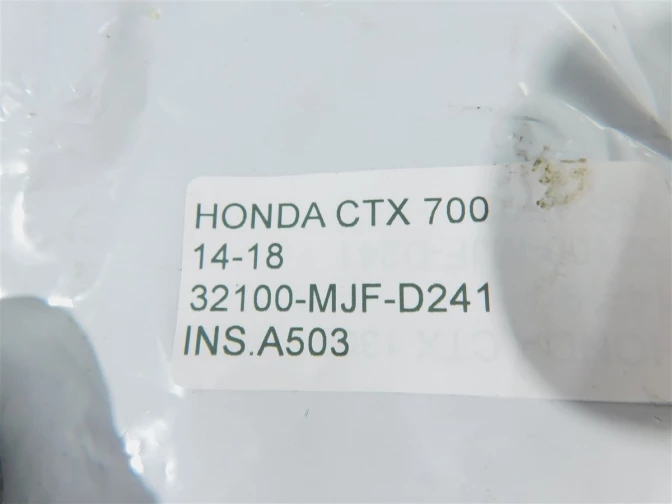 HONDA CTX 700
14-18
32100-MJF-D241
INS.A503